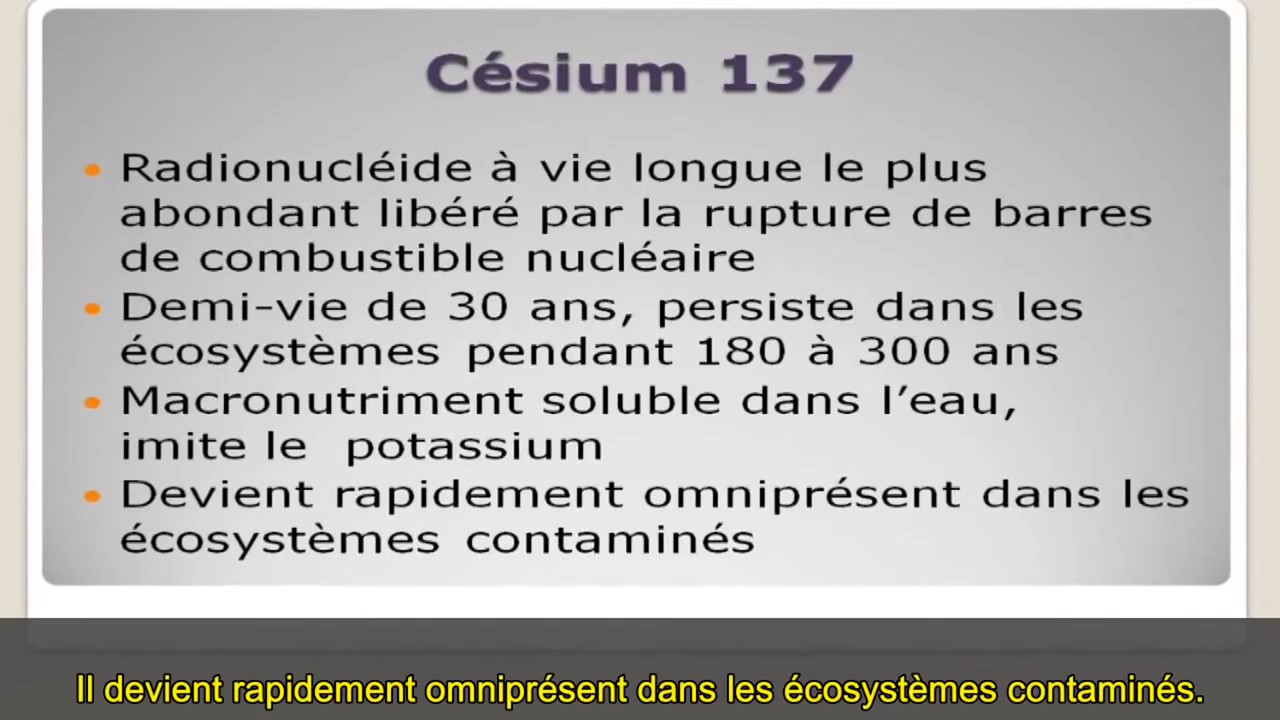 Césium 137
• Radionucléide à vie longue le plus
abondant libéré par la rupture de barres
de combustible nucléaire
• Demi-vie de 30 ans, persiste dans les
écosystèmes pendant 180 à 300 ans
• Macronutriment soluble dans l’eau,
imite le potassium
• Devient rapidement omniprésent dans les
écosystèmes contaminés
Il devient rapidement omniprésent dans les écosystèmes contaminés.